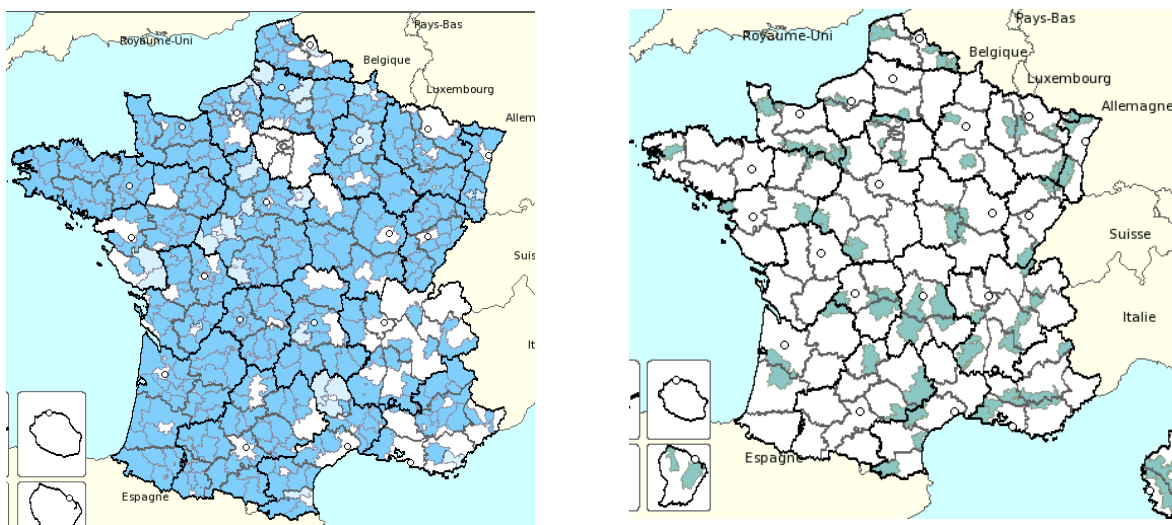 Pays-Bas
Royaume-Uni
Belgique
Luxembourg
Allem
Suis
It
Espagne
Pays-Bas
Royaume-Uni
Belgique
Luxembourg
Allemagne
Suisse
Italie
Espagne